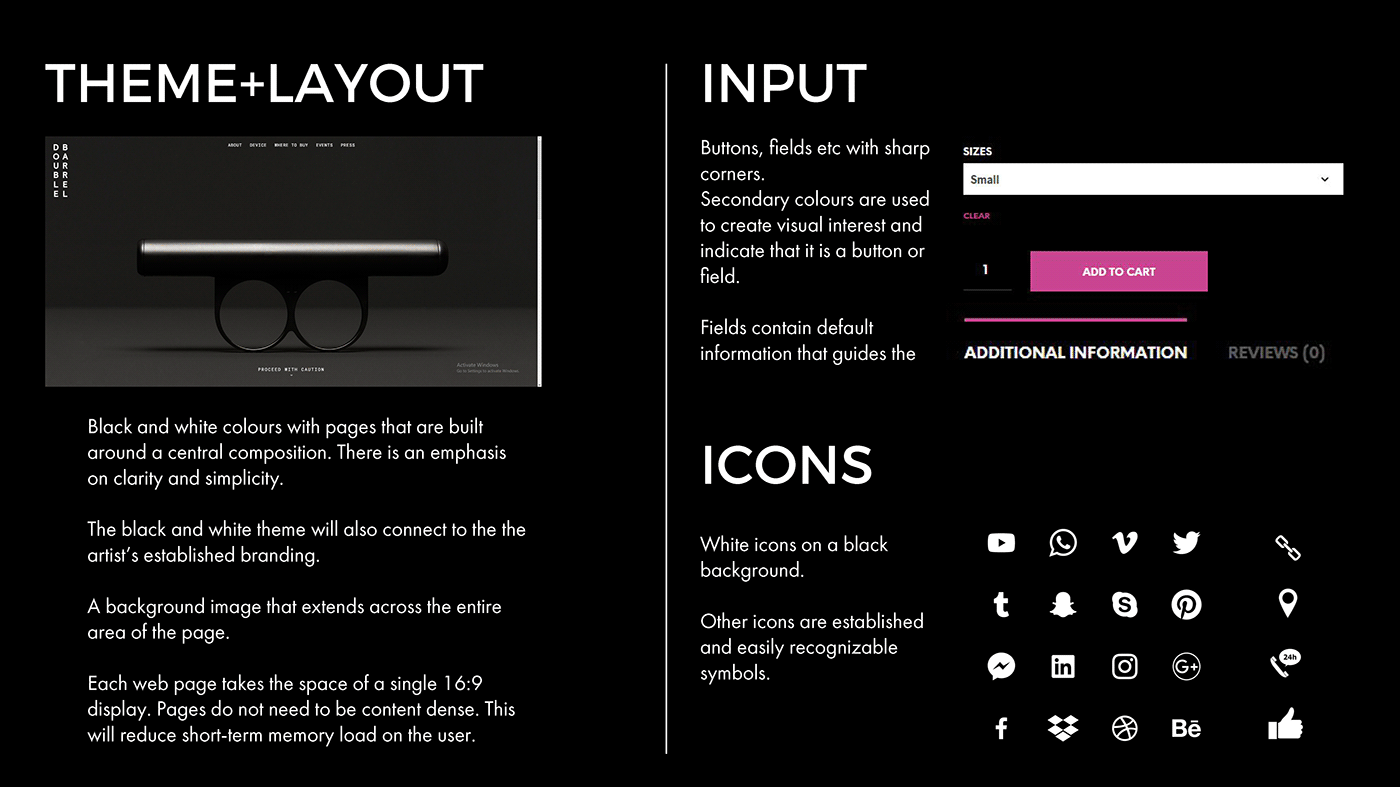 THEME+LAYOUT
DOUBLE
BARREL
ABOUT DEVICE WHERE TO BUY EVENTS PRESS
PROCEED WITH CAUTION
Activate Windows
Go to Settings to activate Windows.
Black and white colours with pages that are built
around a central composition. There is an emphasis
on clarity and simplicity.
The black and white theme will also connect to the the
artist’s established branding.
A background image that extends across the entire
area of the page.
Each web page takes the space of a single 16:9
display. Pages do not need to be content dense. This
will reduce short-term memory load on the user.
INPUT
Buttons, fields etc with sharp
corners.
Secondary colours are used
to create visual interest and
indicate that it is a button or
field.
Fields contain default
information that guides the
SIZES
Small
CLEAR
1
ADD TO CART
ADDITIONAL INFORMATION
REVIEWS (0)
ICONS
White icons on a black
background.
Other icons are established
and easily recognizable
symbols.
t
S
in
G+
24h
f
Bē